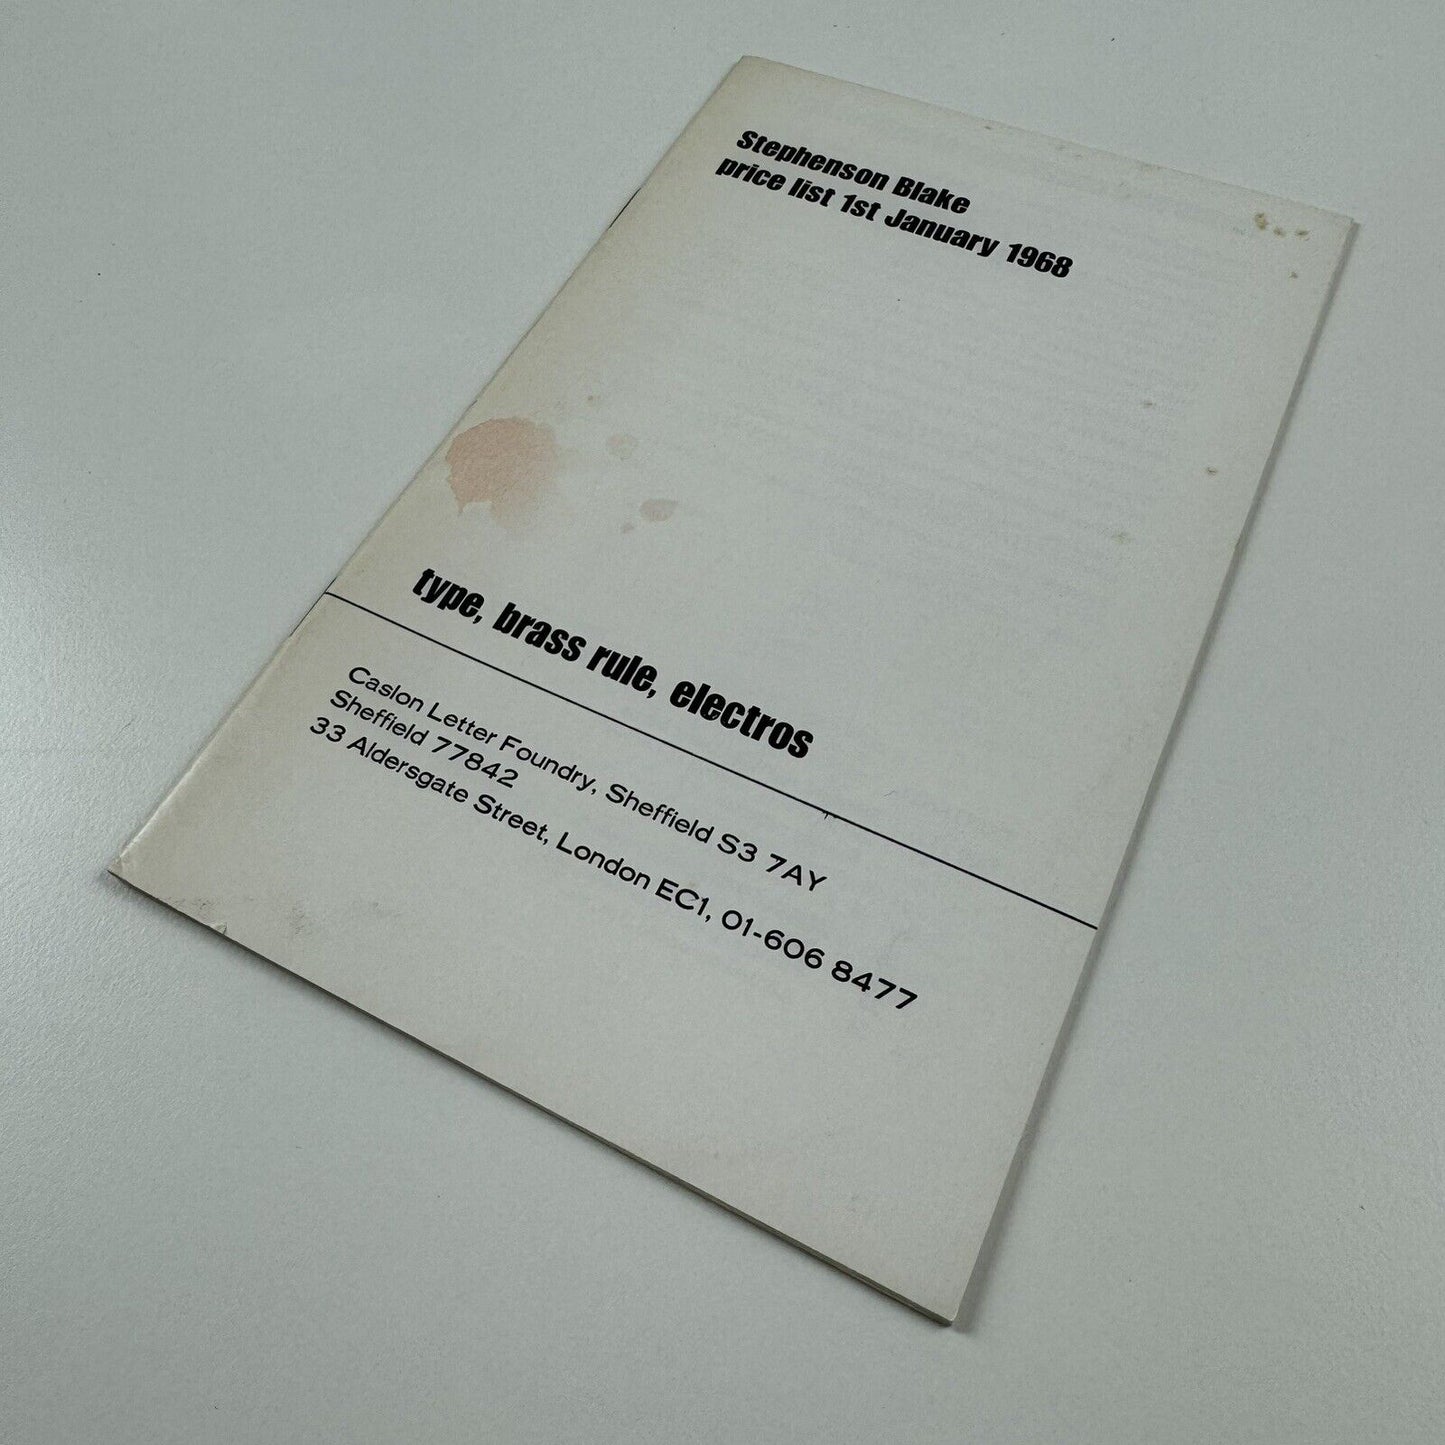 Stephenson Blake
price list 1st January 1968
type, brass rule, electros
Caslon Letter Foundry, Sheffield S3 7AY
Sheffield 77842
33 Aldersgate Street, London EC1, 01-606 8477